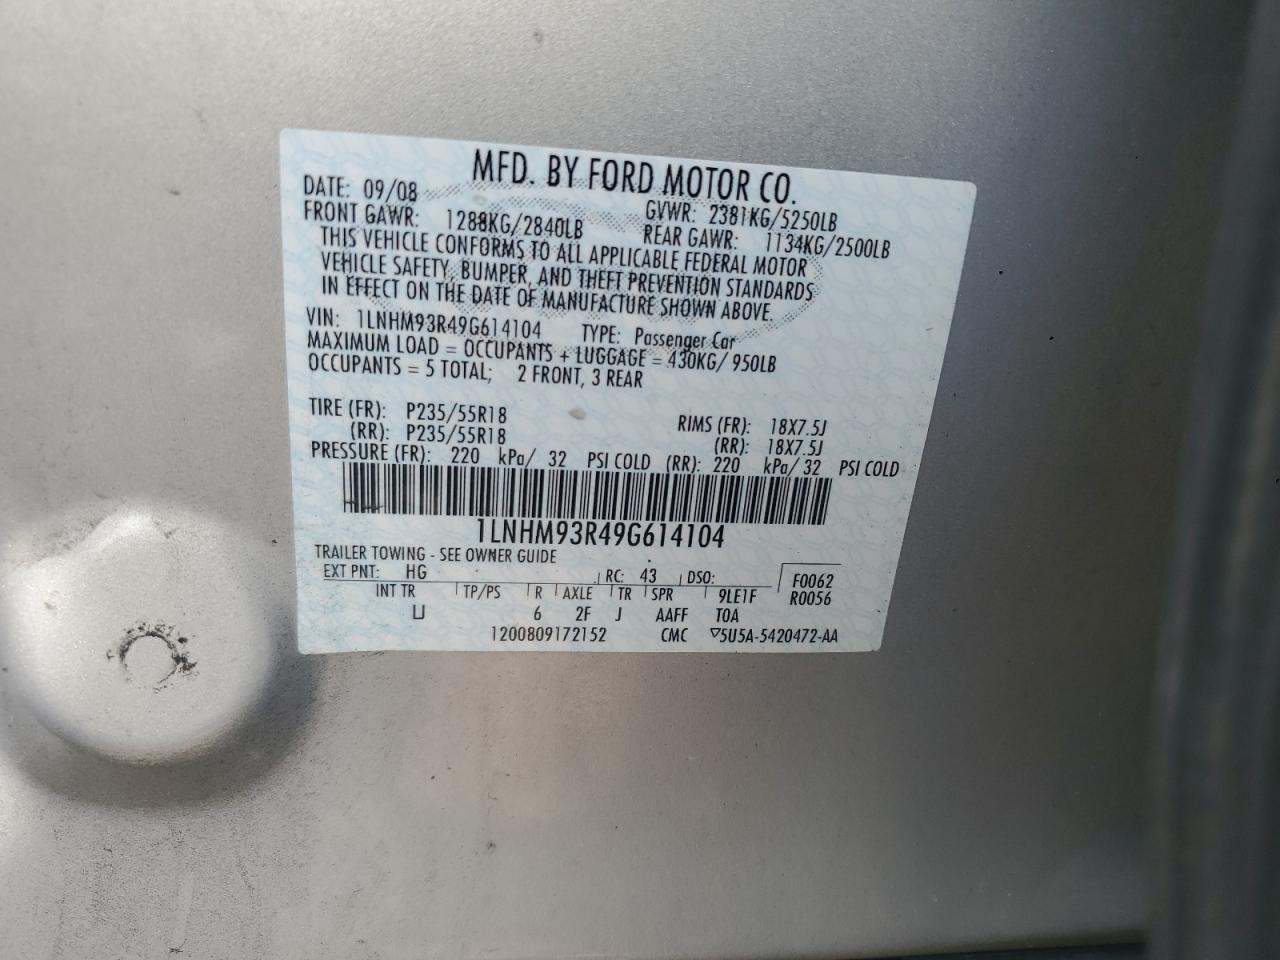 MFD. BY FORD MOTOR CO.
DATE: 09/08 GVWR: 2381KG/5250LB
FRONT GAWR: 1288KG/2840LB REAR GAWR: 1134KG/2500LB
THIS VEHICLE CONFORMS TO ALL APPLICABLE FEDERAL MOTOR
VEHICLE SAFETY, BUMPER, AND THEFT PREVENTION STANDARDS
IN EFFECT ON THE DATE OF MANUFACTURE SHOWN ABOVE.
VIN: 1LNHM93R49G614104 TYPE: Passenger Car
MAXIMUM LOAD = OCCUPANTS + LUGGAGE = 430KG/ 950LB
OCCUPANTS = 5 TOTAL; 2 FRONT, 3 REAR
TIRE (FR): P235/55R18 RIMS (FR): 18X7.5J
(RR): P235/55R18 (RR): 18X7.5J
PRESSURE (FR): 220 kPa/ 32 PSI COLD (RR): 220 kPa/ 32 PSI COLD
1LNHM93R49G614104
TRAILER TOWING - SEE OWNER GUIDE
EXT PNT: HG RC: 43 DSO: F0062
INT TR TP/PS R AXLE TR SPR 9LE1F R0056
LJ 6 2F J AAFF TOA
1200809172152 CMC ▽5U5A-5420472-AA